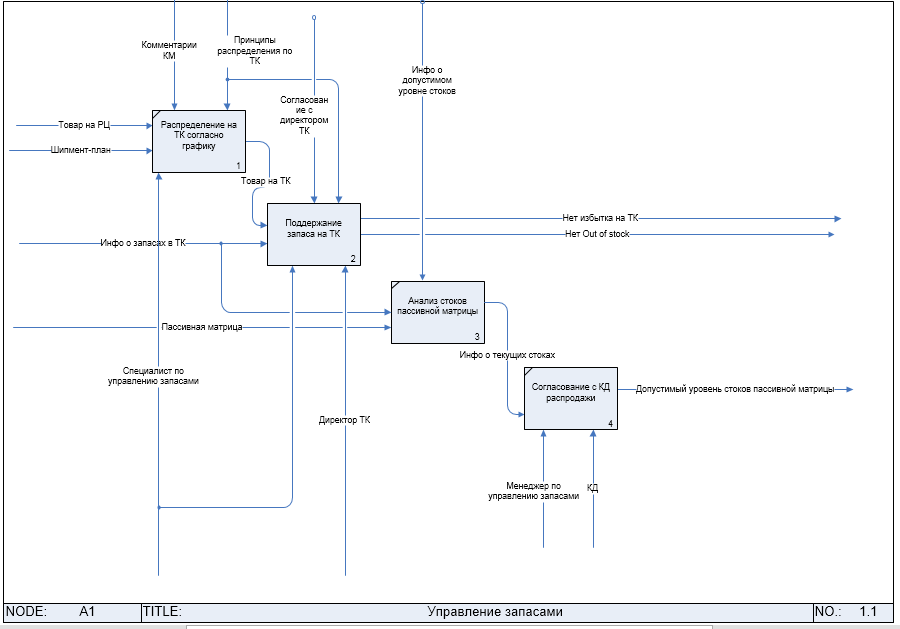 Комментарии
КМ
Принципы
распределения по
ТК
Инфо о
допустимом
уровне стоков
Согласован
ие с
директором
ТК
Товар на РЦ
Шипмент-план
Распределение на
ТК согласно
графику
1
Товар на ТК
Поддержание
запаса на ТК
2
Нет избытка на ТК
Нет Out of stock
Инфо о запасах в ТК
Анализ стоков
пассивной матрицы
3
Пассивная матрица
Инфо о текущих стоках
Специалист по
управлению запасами
Согласование с КД
распродажи
4
Допустимый уровень стоков пассивной матрицы
Директор ТК
Менеджер по
управлению запасами
КД
NODE: A1 TITLE: Управление запасами NO.: 1.1